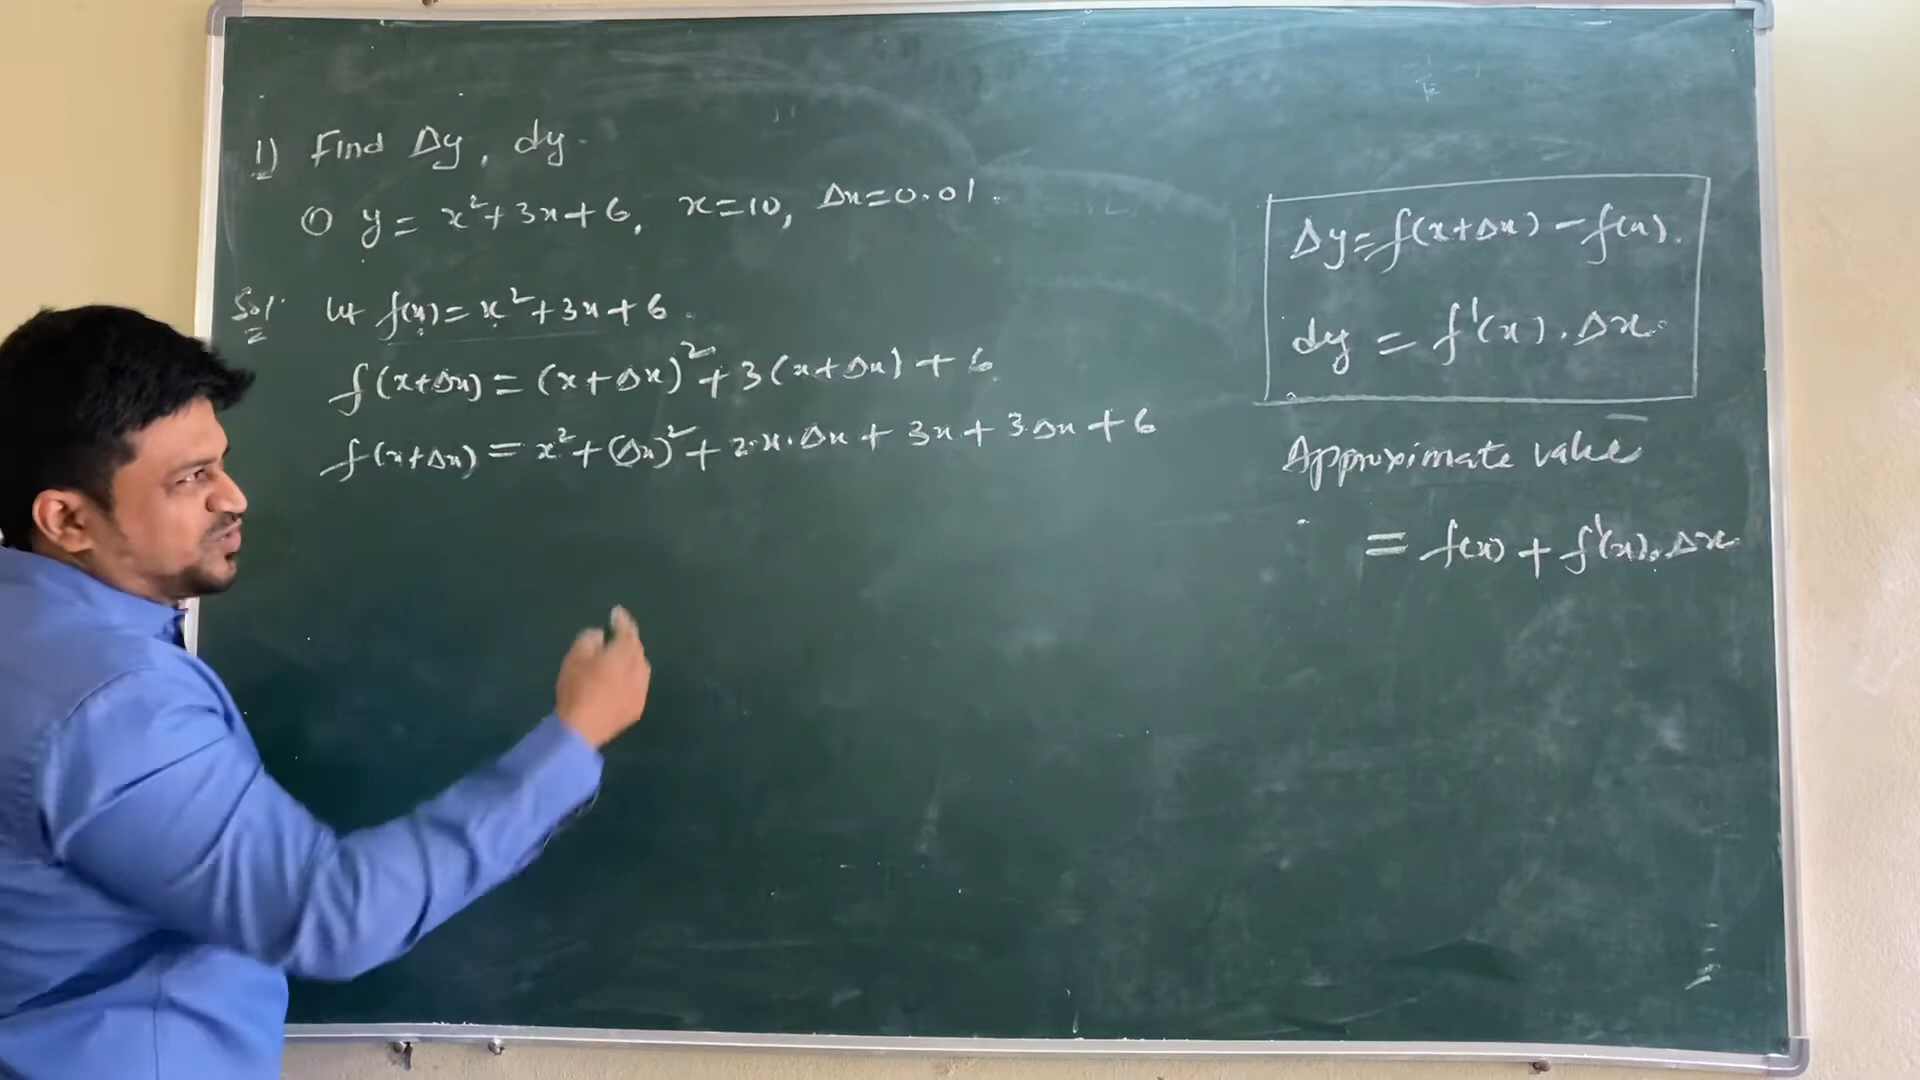 1) Find Δy, dy.
① y = x²+3x+6, x=10, Δx=0.01.
Sol: let f(x)= x²+3x+6.
f(x+Δx) = (x+Δx)²+3(x+Δx)+6
f(x+Δx) = x²+(Δx)²+2·x·Δx+3x+3Δx+6
Δy=f(x+Δx)-f(x).
dy = f'(x).Δx.
Approximate value
= f(x)+f'(x).Δx